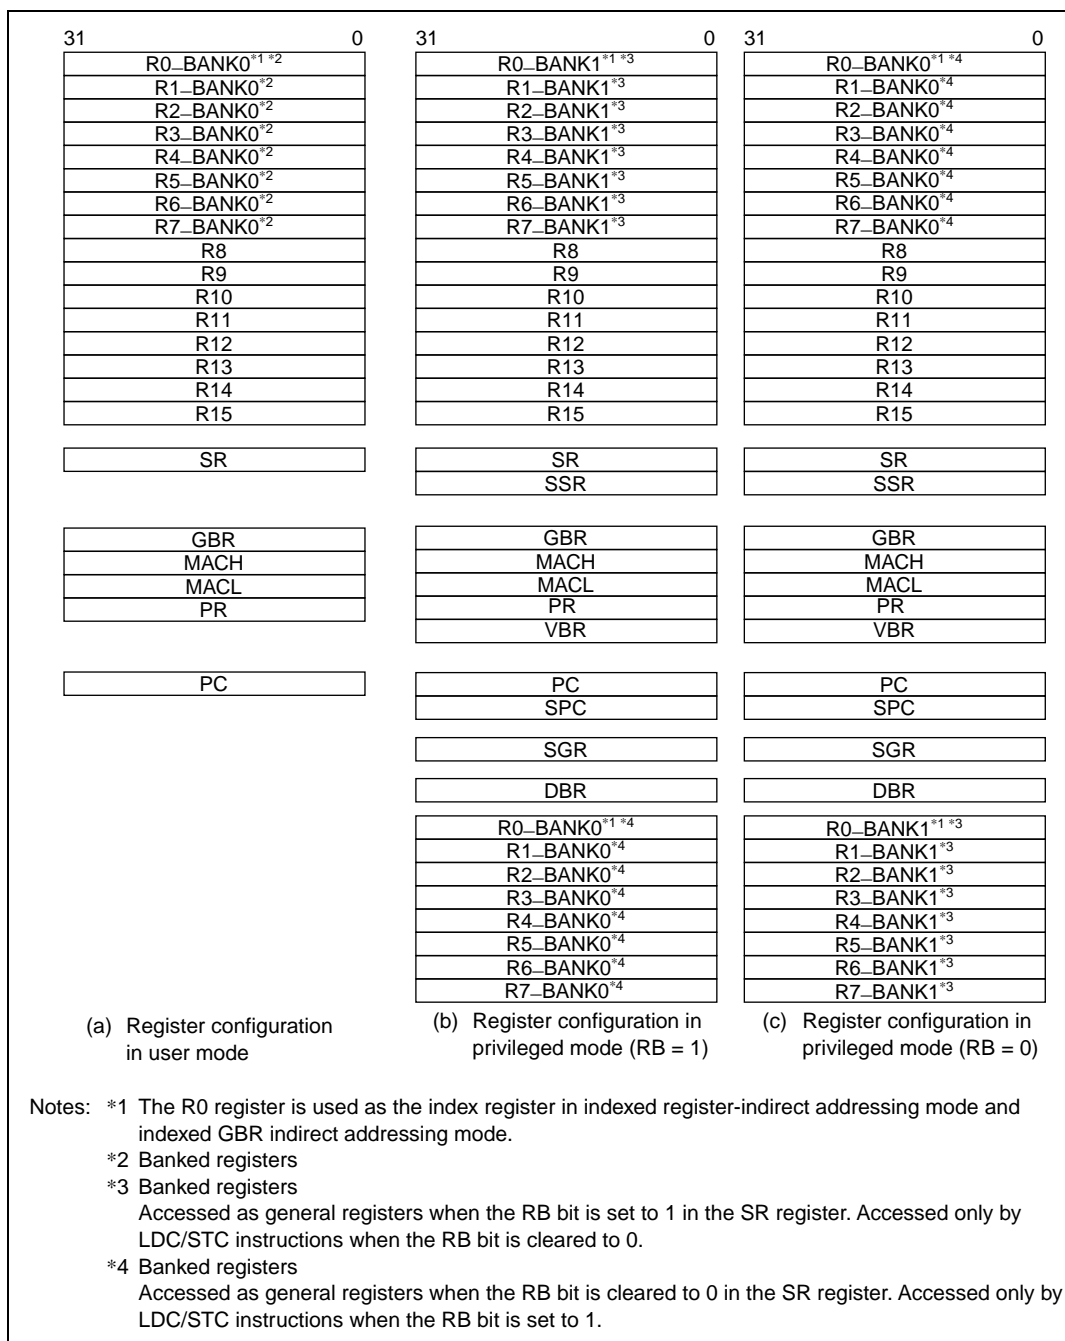 31 0 31 0 31 0
R0_BANK0*1 *2 R0_BANK1*1 *3 R0_BANK0*1 *4
R1_BANK0*2 R1_BANK1*3 R1_BANK0*4
R2_BANK0*2 R2_BANK1*3 R2_BANK0*4
R3_BANK0*2 R3_BANK1*3 R3_BANK0*4
R4_BANK0*2 R4_BANK1*3 R4_BANK0*4
R5_BANK0*2 R5_BANK1*3 R5_BANK0*4
R6_BANK0*2 R6_BANK1*3 R6_BANK0*4
R7_BANK0*2 R7_BANK1*3 R7_BANK0*4
R8 R8 R8
R9 R9 R9
R10 R10 R10
R11 R11 R11
R12 R12 R12
R13 R13 R13
R14 R14 R14
R15 R15 R15
SR SR SR
SSR SSR
GBR GBR GBR
MACH MACH MACH
MACL MACL MACL
PR PR PR
VBR VBR
PC PC PC
SPC SPC
SGR SGR
DBR DBR
R0_BANK0*1 *4 R0_BANK1*1 *3
R1_BANK0*4 R1_BANK1*3
R2_BANK0*4 R2_BANK1*3
R3_BANK0*4 R3_BANK1*3
R4_BANK0*4 R4_BANK1*3
R5_BANK0*4 R5_BANK1*3
R6_BANK0*4 R6_BANK1*3
R7_BANK0*4 R7_BANK1*3
(a) Register configuration
in user mode
(b) Register configuration in
privileged mode (RB = 1)
(c) Register configuration in
privileged mode (RB = 0)
Notes: *1 The R0 register is used as the index register in indexed register-indirect addressing mode and
indexed GBR indirect addressing mode.
*2 Banked registers
*3 Banked registers
Accessed as general registers when the RB bit is set to 1 in the SR register. Accessed only by
LDC/STC instructions when the RB bit is cleared to 0.
*4 Banked registers
Accessed as general registers when the RB bit is cleared to 0 in the SR register. Accessed only by
LDC/STC instructions when the RB bit is set to 1.